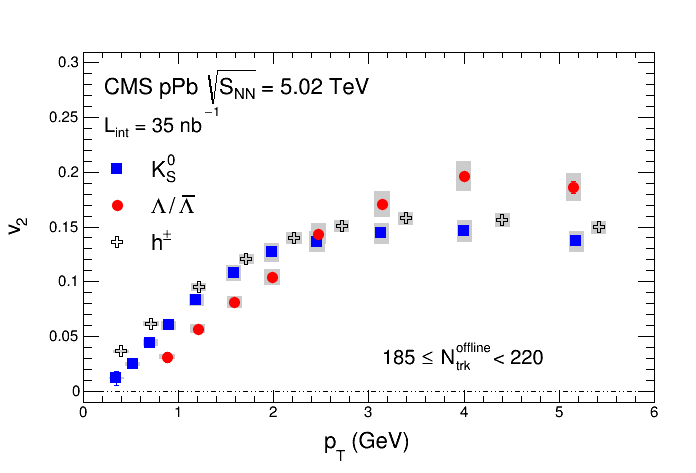 CMS pPb √S_NN = 5.02 TeV
L_int = 35 nb^-1
K_S^0
Λ/Λ̅
h^±
185 ≤ N_trk^offline < 220
v_2
0.3
0.25
0.2
0.15
0.1
0.05
0
0 1 2 3 4 5 6
p_T (GeV)